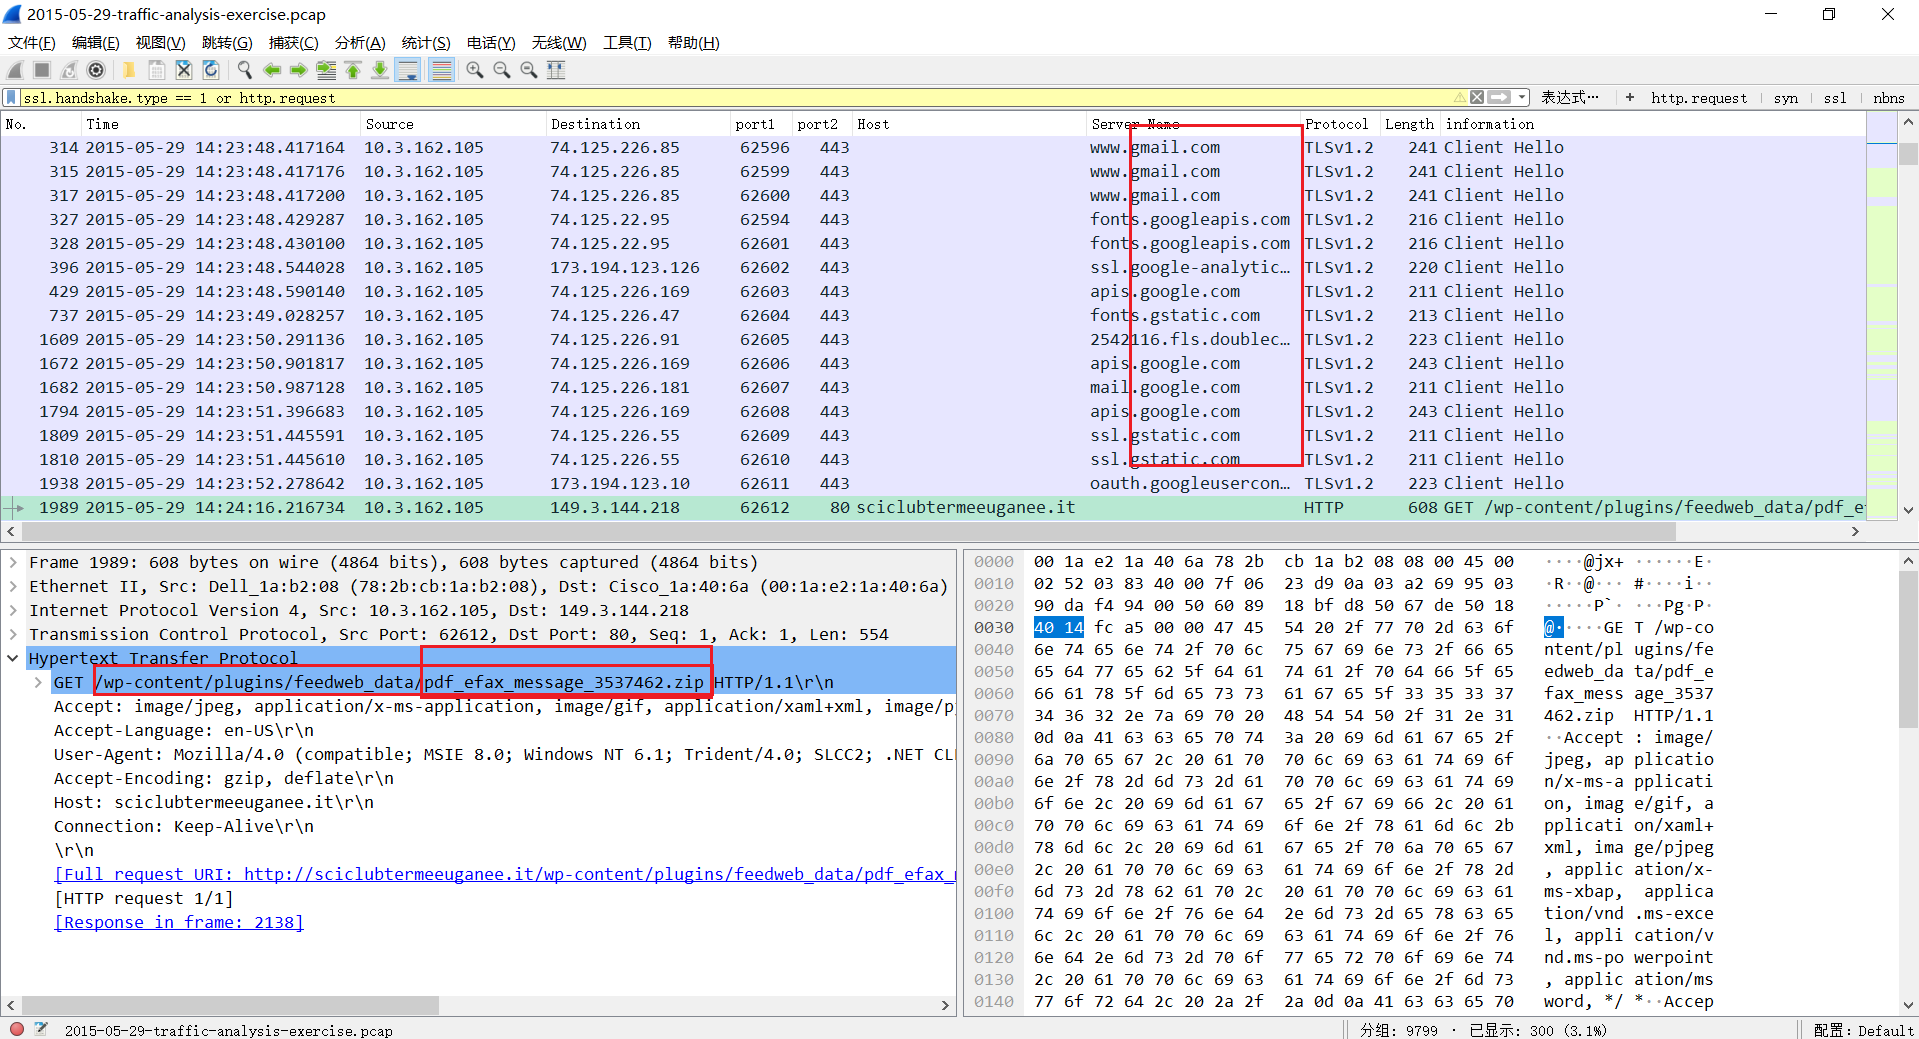 2015-05-29-traffic-analysis-exercise.pcap
文件(F) 编辑(E) 视图(V) 跳转(G) 捕获(C) 分析(A) 统计(S) 电话(Y) 无线(W) 工具(T) 帮助(H)
ssl.handshake.type == 1 or http.request 表达式… + http.request syn ssl nbns
No. Time Source Destination port1 port2 Host Server Name Protocol Length information
314 2015-05-29 14:23:48.417164 10.3.162.105 74.125.226.85 62596 443 www.gmail.com TLSv1.2 241 Client Hello
315 2015-05-29 14:23:48.417176 10.3.162.105 74.125.226.85 62599 443 www.gmail.com TLSv1.2 241 Client Hello
317 2015-05-29 14:23:48.417200 10.3.162.105 74.125.226.85 62600 443 www.gmail.com TLSv1.2 241 Client Hello
327 2015-05-29 14:23:48.429287 10.3.162.105 74.125.22.95 62594 443 fonts.googleapis.com TLSv1.2 216 Client Hello
328 2015-05-29 14:23:48.430100 10.3.162.105 74.125.22.95 62601 443 fonts.googleapis.com TLSv1.2 216 Client Hello
396 2015-05-29 14:23:48.544028 10.3.162.105 173.194.123.126 62602 443 ssl.google-analytic… TLSv1.2 220 Client Hello
429 2015-05-29 14:23:48.590140 10.3.162.105 74.125.226.169 62603 443 apis.google.com TLSv1.2 211 Client Hello
737 2015-05-29 14:23:49.028257 10.3.162.105 74.125.226.47 62604 443 fonts.gstatic.com TLSv1.2 213 Client Hello
1609 2015-05-29 14:23:50.291136 10.3.162.105 74.125.226.91 62605 443 2542116.fls.doublec… TLSv1.2 223 Client Hello
1672 2015-05-29 14:23:50.901817 10.3.162.105 74.125.226.169 62606 443 apis.google.com TLSv1.2 243 Client Hello
1682 2015-05-29 14:23:50.987128 10.3.162.105 74.125.226.181 62607 443 mail.google.com TLSv1.2 211 Client Hello
1794 2015-05-29 14:23:51.396683 10.3.162.105 74.125.226.169 62608 443 apis.google.com TLSv1.2 243 Client Hello
1809 2015-05-29 14:23:51.445591 10.3.162.105 74.125.226.55 62609 443 ssl.gstatic.com TLSv1.2 211 Client Hello
1810 2015-05-29 14:23:51.445610 10.3.162.105 74.125.226.55 62610 443 ssl.gstatic.com TLSv1.2 211 Client Hello
1938 2015-05-29 14:23:52.278642 10.3.162.105 173.194.123.10 62611 443 oauth.googleusercon… TLSv1.2 223 Client Hello
1989 2015-05-29 14:24:16.216734 10.3.162.105 149.3.144.218 62612 80 sciclubtermeeuganee.it HTTP 608 GET /wp-content/plugins/feedweb_data/pdf_e
Frame 1989: 608 bytes on wire (4864 bits), 608 bytes captured (4864 bits)
Ethernet II, Src: Dell_1a:b2:08 (78:2b:cb:1a:b2:08), Dst: Cisco_1a:40:6a (00:1a:e2:1a:40:6a)
Internet Protocol Version 4, Src: 10.3.162.105, Dst: 149.3.144.218
Transmission Control Protocol, Src Port: 62612, Dst Port: 80, Seq: 1, Ack: 1, Len: 554
Hypertext Transfer Protocol
GET /wp-content/plugins/feedweb_data/pdf_efax_message_3537462.zip HTTP/1.1\r\n
Accept: image/jpeg, application/x-ms-application, image/gif, application/xaml+xml, image/p
Accept-Language: en-US\r\n
User-Agent: Mozilla/4.0 (compatible; MSIE 8.0; Windows NT 6.1; Trident/4.0; SLCC2; .NET CL
Accept-Encoding: gzip, deflate\r\n
Host: sciclubtermeeuganee.it\r\n
Connection: Keep-Alive\r\n
\r\n
[Full request URI: http://sciclubtermeeuganee.it/wp-content/plugins/feedweb_data/pdf_efax_
[HTTP request 1/1]
[Response in frame: 2138]
0000 00 1a e2 1a 40 6a 78 2b cb 1a b2 08 08 00 45 00 ····@jx+ ······E·
0010 02 52 03 83 40 00 7f 06 23 d9 0a 03 a2 69 95 03 ·R··@··· #····i··
0020 90 da f4 94 00 50 60 89 18 bf d8 50 67 de 50 18 ·····P`· ···Pg·P·
0030 40 14 fc a5 00 00 47 45 54 20 2f 77 70 2d 63 6f @·····GE T /wp-co
0040 6e 74 65 6e 74 2f 70 6c 75 67 69 6e 73 2f 66 65 ntent/pl ugins/fe
0050 65 64 77 65 62 5f 64 61 74 61 2f 70 64 66 5f 65 edweb_da ta/pdf_e
0060 66 61 78 5f 6d 65 73 73 61 67 65 5f 33 35 33 37 fax_mess age_3537
0070 34 36 32 2e 7a 69 70 20 48 54 54 50 2f 31 2e 31 462.zip  HTTP/1.1
0080 0d 0a 41 63 63 65 70 74 3a 20 69 6d 61 67 65 2f ··Accept : image/
0090 6a 70 65 67 2c 20 61 70 70 6c 69 63 61 74 69 6f jpeg, ap plicatio
00a0 6e 2f 78 2d 6d 73 2d 61 70 70 6c 69 63 61 74 69 n/x-ms-a pplicati
00b0 6f 6e 2c 20 69 6d 61 67 65 2f 67 69 66 2c 20 61 on, imag e/gif, a
00c0 70 70 6c 69 63 61 74 69 6f 6e 2f 78 61 6d 6c 2b pplicati on/xaml+
00d0 78 6d 6c 2c 20 69 6d 61 67 65 2f 70 6a 70 65 67 xml, ima ge/pjpeg
00e0 2c 20 61 70 70 6c 69 63 61 74 69 6f 6e 2f 78 2d , applic ation/x-
00f0 6d 73 2d 78 62 61 70 2c 20 61 70 70 6c 69 63 61 ms-xbap,  applica
0100 74 69 6f 6e 2f 76 6e 64 2e 6d 73 2d 65 78 63 65 tion/vnd .ms-exce
0110 6c 2c 20 61 70 70 6c 69 63 61 74 69 6f 6e 2f 76 l, appli cation/v
0120 6e 64 2e 6d 73 2d 70 6f 77 65 72 70 6f 69 6e 74 nd.ms-po werpoint
0130 2c 20 61 70 70 6c 69 63 61 74 69 6f 6e 2f 6d 73 , applic ation/ms
0140 77 6f 72 64 2c 20 2a 2f 2a 0d 0a 41 63 63 65 70 word, */ *··Accep
2015-05-29-traffic-analysis-exercise.pcap 分组: 9799 · 已显示: 300 (3.1%) 配置: Default